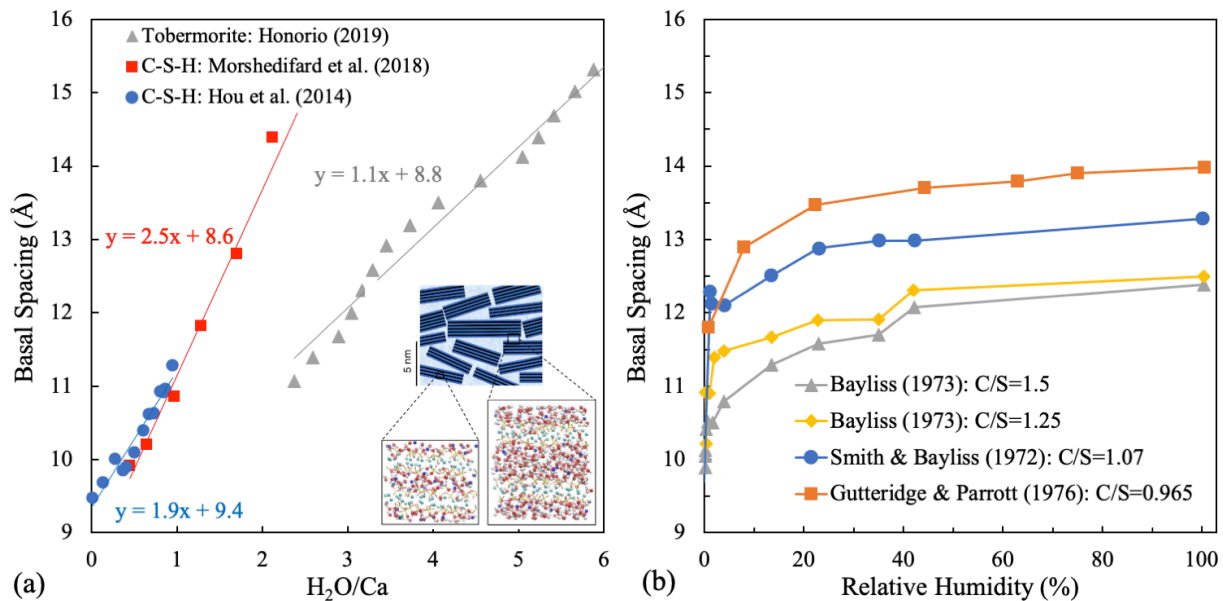 16
15
14
13
12
11
10
9
Basal Spacing (Å)
Tobermorite: Honorio (2019)
C-S-H: Morshedifard et al. (2018)
C-S-H: Hou et al. (2014)
y = 1.1x + 8.8
y = 2.5x + 8.6
y = 1.9x + 9.4
5 nm
0 1 2 3 4 5 6
(a)
H₂O/Ca
16
15
14
13
12
11
10
9
Basal Spacing (Å)
Bayliss (1973): C/S=1.5
Bayliss (1973): C/S=1.25
Smith & Bayliss (1972): C/S=1.07
Gutteridge & Parrott (1976): C/S=0.965
0 20 40 60 80 100
(b)
Relative Humidity (%)